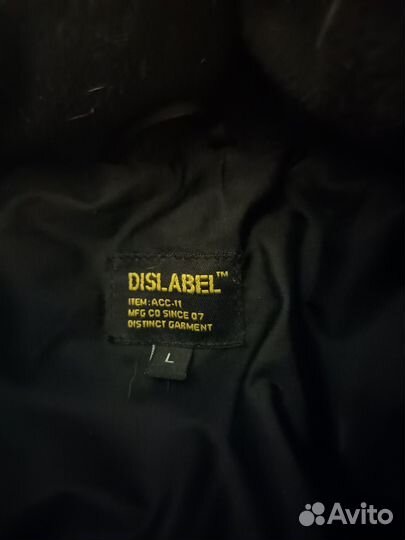 DISLABEL™
ITEM: ACC-11
MFG CO SINCE 07
DISTINCT GARMENT
L
Avito